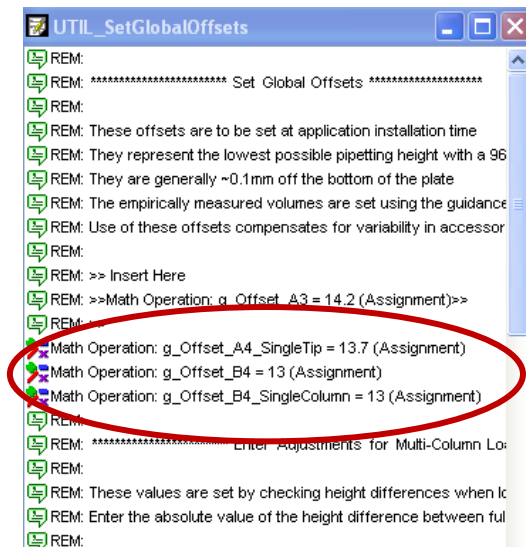 UTIL_SetGlobalOffsets
REM:
REM: ************************* Set Global Offsets *********************
REM:
REM: These offsets are to be set at application installation time
REM: They represent the lowest possible pipetting height with a 96
REM: They are generally ~0.1mm off the bottom of the plate
REM: The empirically measured volumes are set using the guidance
REM: Use of these offsets compensates for variability in accessor
REM:
REM: >> Insert Here
REM: >>Math Operation: g_Offset_A3 = 14.2 (Assignment)>>
REM: >>
Math Operation: g_Offset_A4_SingleTip = 13.7 (Assignment)
Math Operation: g_Offset_B4 = 13 (Assignment)
Math Operation: g_Offset_B4_SingleColumn = 13 (Assignment)
REM:
REM: ************************* Enter Adjustments for Multi-Column Loa
REM:
REM: These values are set by checking height differences when lo
REM: Enter the absolute value of the height difference between ful
REM: